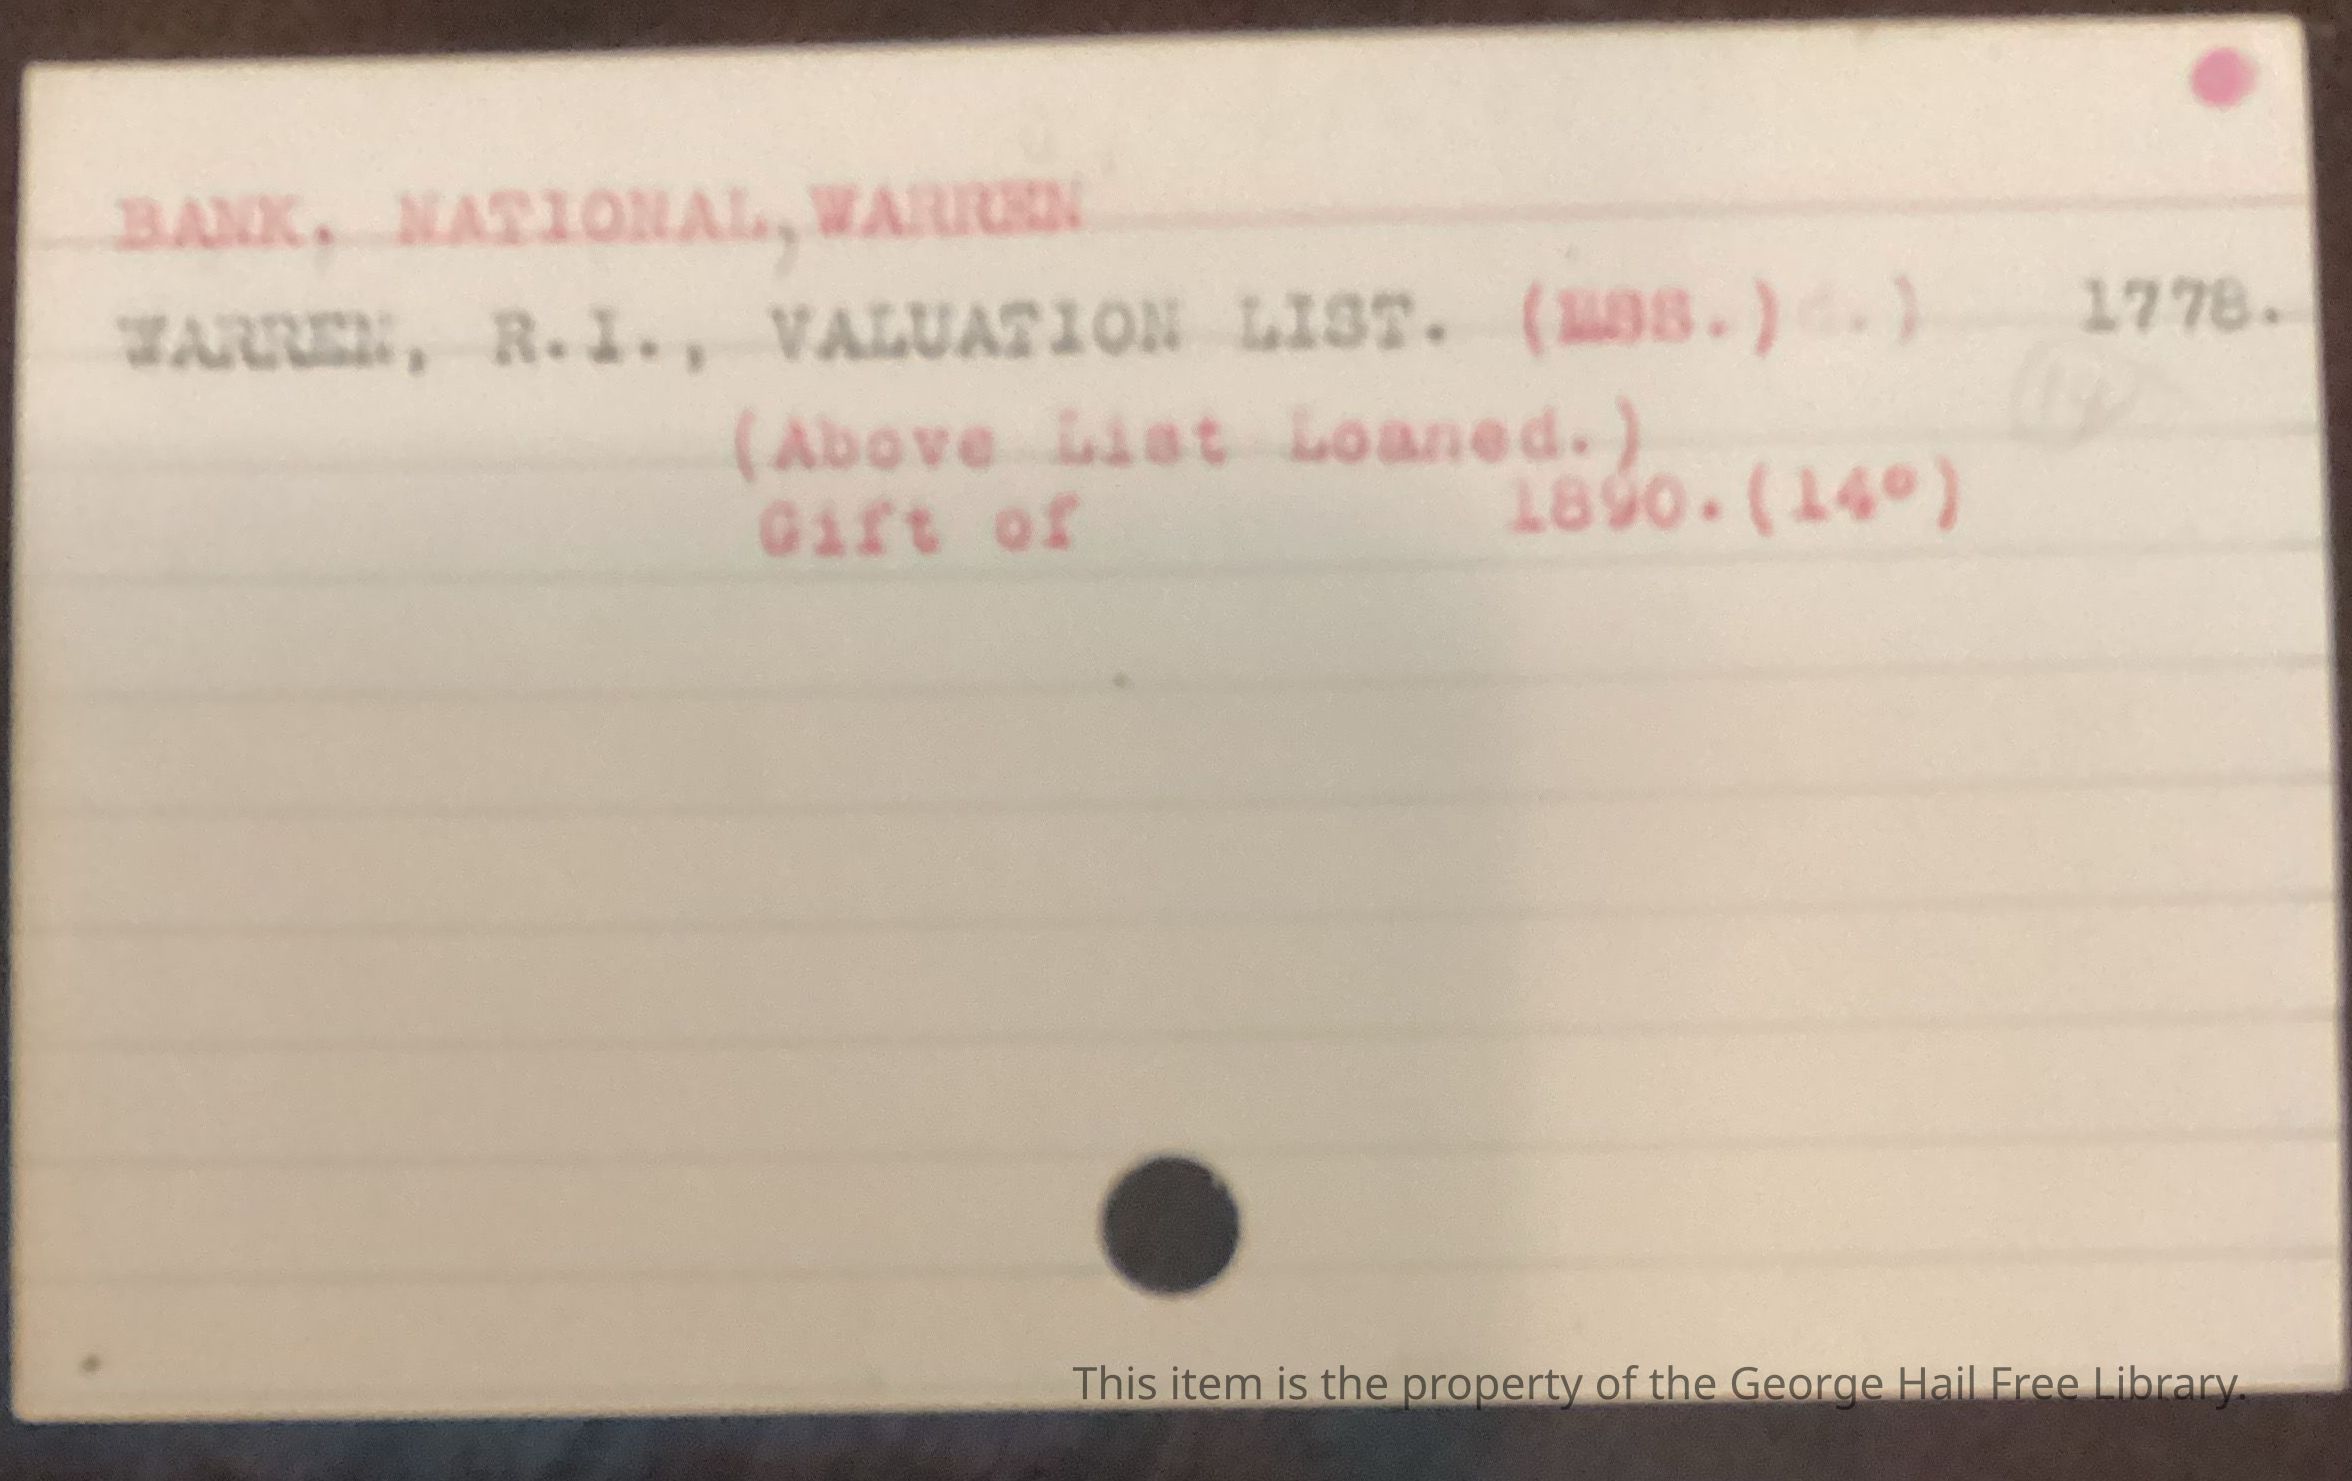 BANK, NATIONAL, WARREN
WARREN, R.I., VALUATION LIST. (MSS.) 1778.
(Above List Loaned.)
Gift of 1890. (14°)
This item is the property of the George Hail Free Library.